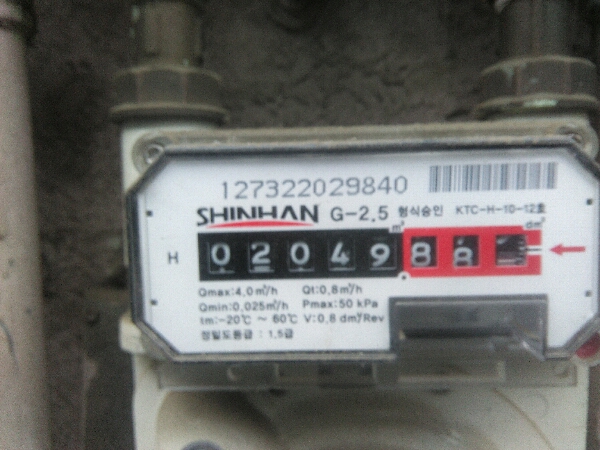 127322029840
SHINHAN G-2.5 형식승인 KTC-H-10-12호
m³ dm³
H 0 2 0 4 9 8 8
Qmax:4.0㎥/h Qt:0.8㎥/h
Qmin:0.025㎥/h Pmax:50 kPa
tm:-20℃ ~ 60℃ V:0.8 dm³/Rev
정밀도등급 : 1.5급